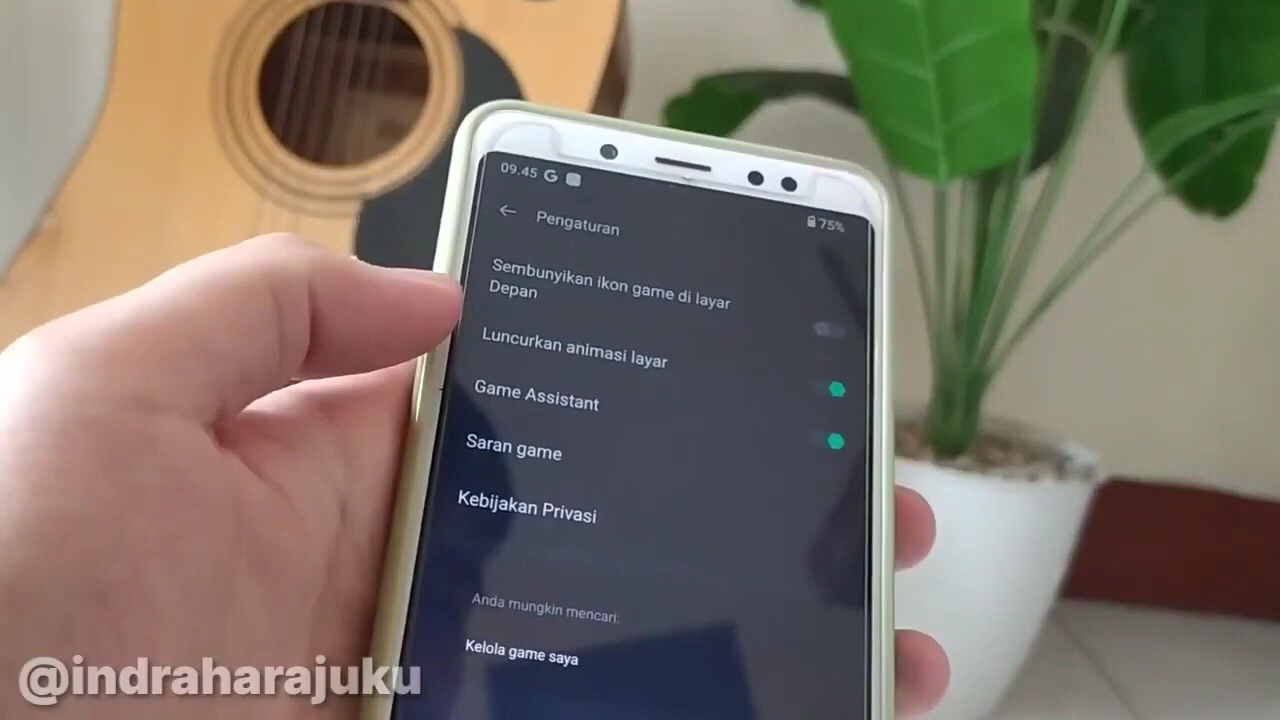 09.45 G
75%
Pengaturan
Sembunyikan ikon game di layar
Depan
Luncurkan animasi layar
Game Assistant
Saran game
Kebijakan Privasi
Anda mungkin mencari:
Kelola game saya
@indraharajuku